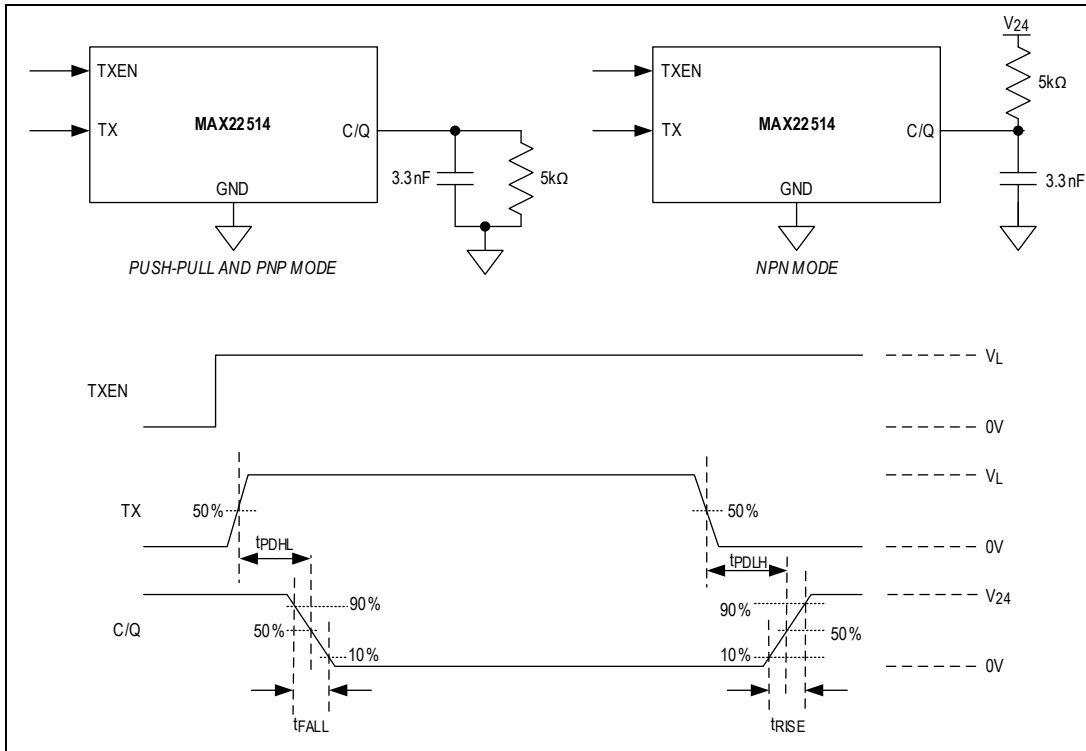 TXEN
TX
MAX22514
C/Q
GND
3.3nF
5kΩ
PUSH-PULL AND PNP MODE
V24
5kΩ
TXEN
TX
MAX22514
C/Q
GND
3.3nF
NPN MODE
TXEN
VL
0V
TX
50%
50%
VL
0V
tPDHL
tPDLH
C/Q
90%
50%
10%
90%
50%
10%
V24
0V
tFALL
tRISE